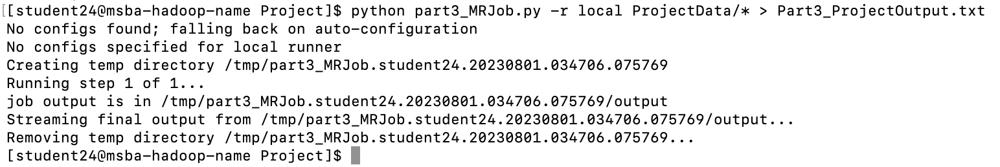 [[student24@msba-hadoop-name Project]$ python part3_MRJob.py -r local ProjectData/* > Part3_ProjectOutput.txt
No configs found; falling back on auto-configuration
No configs specified for local runner
Creating temp directory /tmp/part3_MRJob.student24.20230801.034706.075769
Running step 1 of 1...
job output is in /tmp/part3_MRJob.student24.20230801.034706.075769/output
Streaming final output from /tmp/part3_MRJob.student24.20230801.034706.075769/output...
Removing temp directory /tmp/part3_MRJob.student24.20230801.034706.075769...
[student24@msba-hadoop-name Project]$